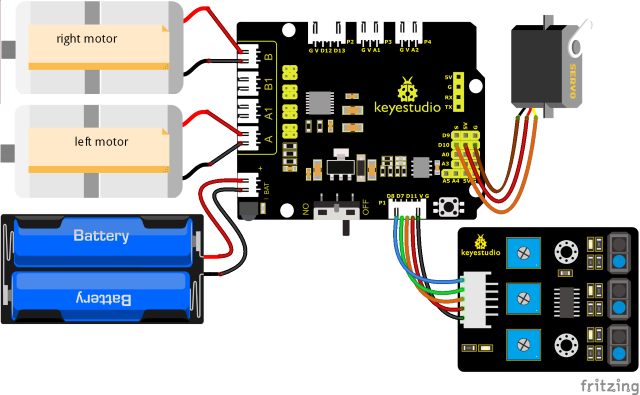 right motor
left motor
Battery
Battery
B
B1
A1
A
+
BAT
-
NO
OFF
G V D12 D13
P2
G V A1
P3
G V A2
P4
keyestudio
5V
G
RX
TX
S
5V
G
D9
D10
A0
A3
A5 A4 5V
D8 D7 D11 V G
P1
SERVO
keyestudio
fritzing